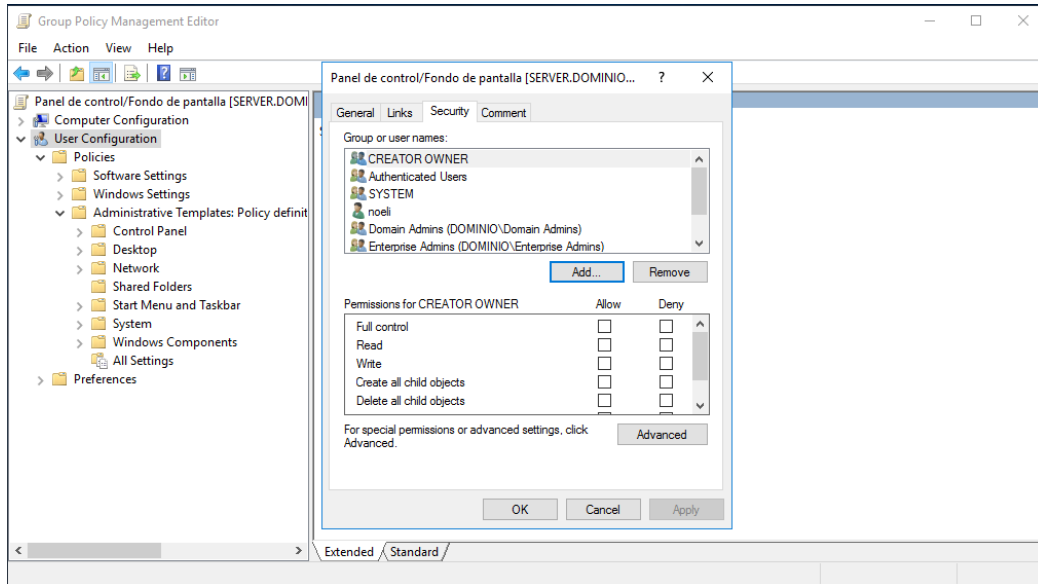 Group Policy Management Editor
File Action View Help
Panel de control/Fondo de pantalla [SERVER.DOMI
Computer Configuration
User Configuration
Policies
Software Settings
Windows Settings
Administrative Templates: Policy definit
Control Panel
Desktop
Network
Shared Folders
Start Menu and Taskbar
System
Windows Components
All Settings
Preferences
Panel de control/Fondo de pantalla [SERVER.DOMINIO...
General Links Security Comment
Group or user names:
CREATOR OWNER
Authenticated Users
SYSTEM
noeli
Domain Admins (DOMINIO\Domain Admins)
Enterprise Admins (DOMINIO\Enterprise Admins)
Add... Remove
Permissions for CREATOR OWNER Allow Deny
Full control
Read
Write
Create all child objects
Delete all child objects
For special permissions or advanced settings, click
Advanced.
Advanced
OK Cancel Apply
Extended Standard